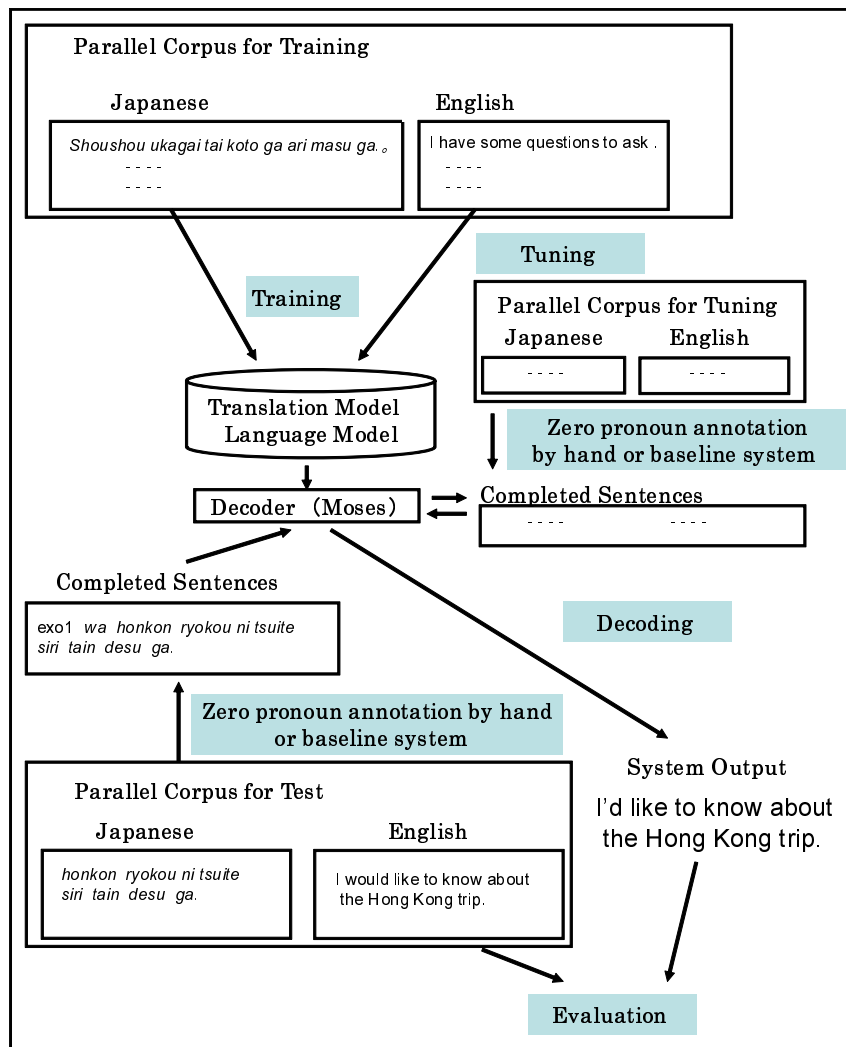 Parallel Corpus for Training
Japanese
English
Shoushou ukagai tai koto ga ari masu ga.。
- - - -
- - - -
I have some questions to ask .
- - - -
- - - -
Training
Tuning
Parallel Corpus for Tuning
Japanese
English
- - - -
- - - -
Translation Model
Language Model
Zero pronoun annotation
by hand or baseline system
Decoder （Moses）
Completed Sentences
- - - -
- - - -
Completed Sentences
exo1 wa honkon ryokou ni tsuite
siri tain desu ga.
Decoding
Zero pronoun annotation by hand
or baseline system
System Output
I'd like to know about
the Hong Kong trip.
Parallel Corpus for Test
Japanese
English
honkon ryokou ni tsuite
siri tain desu ga.
I would like to know about
the Hong Kong trip.
Evaluation